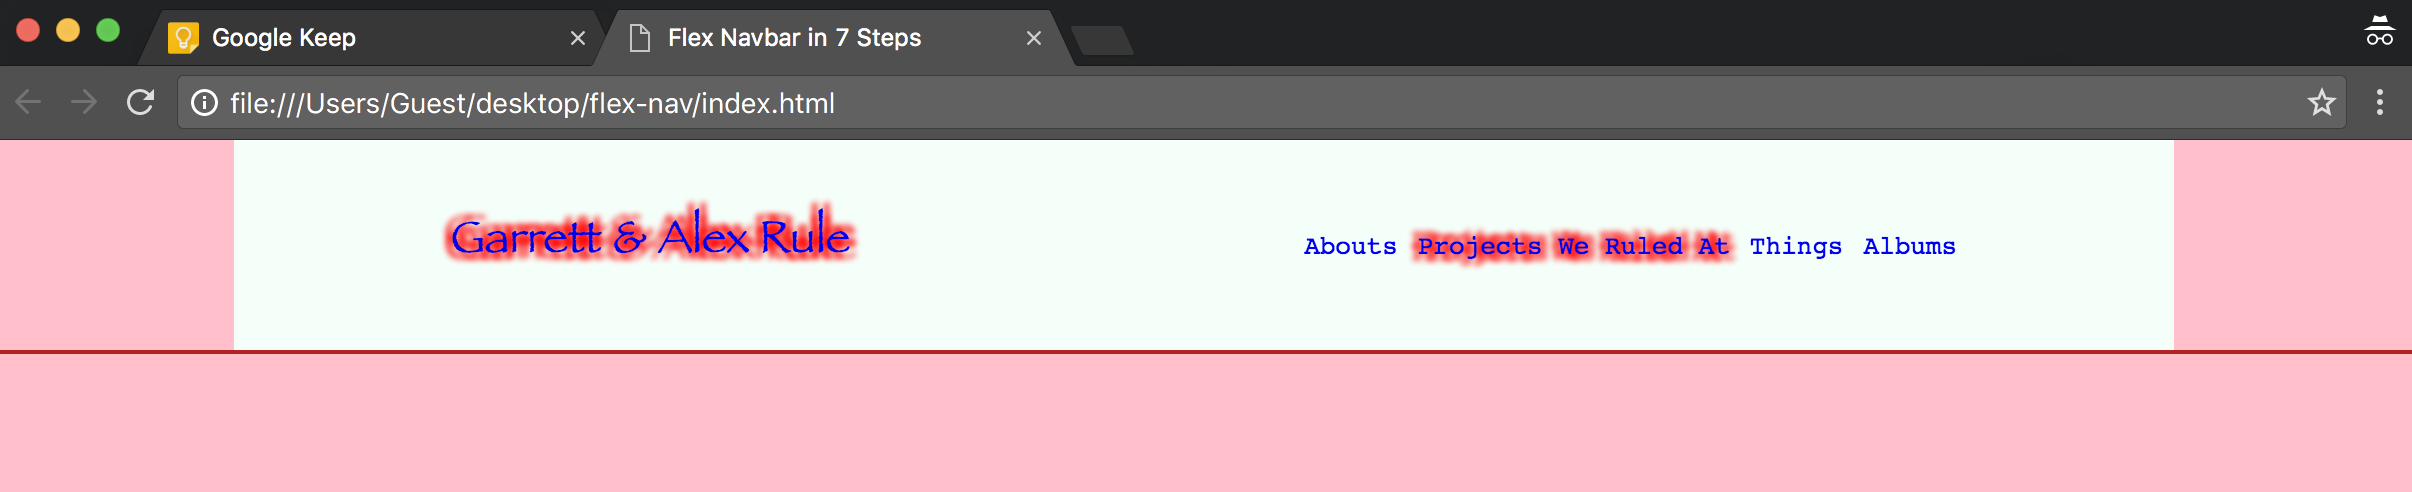 Google Keep
Flex Navbar in 7 Steps
file:///Users/Guest/desktop/flex-nav/index.html
Garrett & Alex Rule
Abouts Projects We Ruled At Things Albums